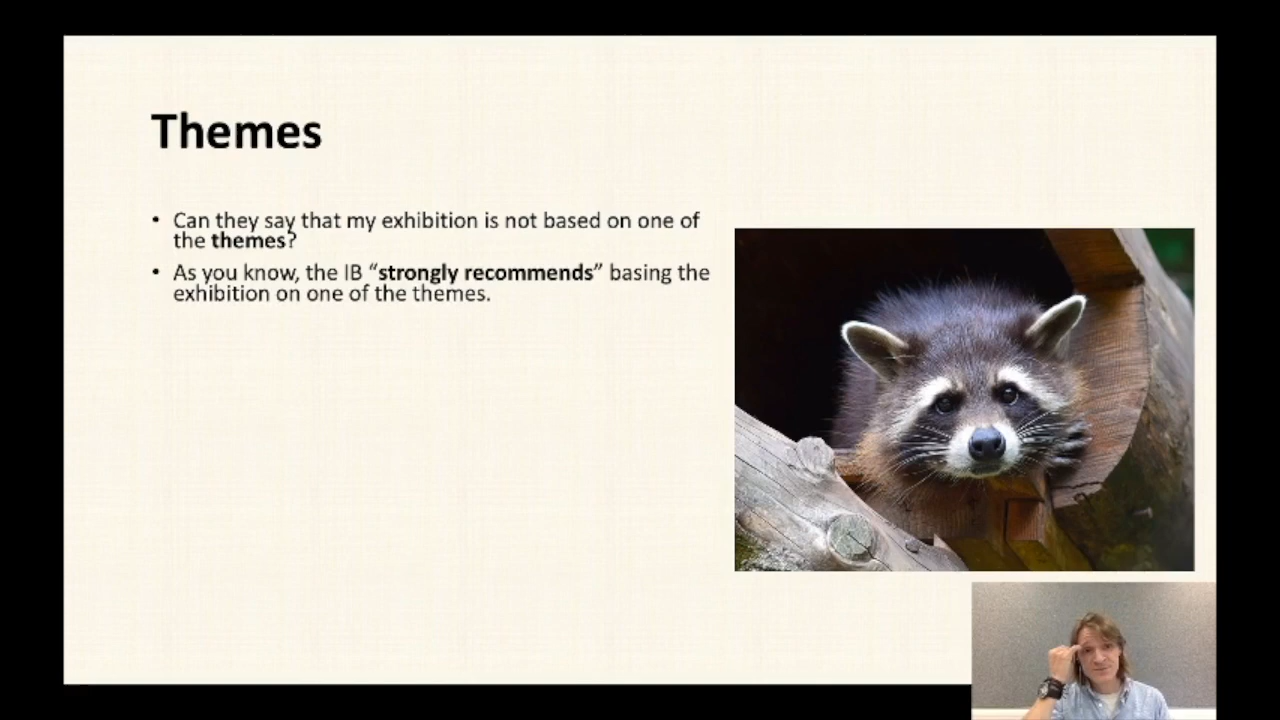 Themes
• Can they say that my exhibition is not based on one of
the themes?
• As you know, the IB “strongly recommends” basing the
exhibition on one of the themes.